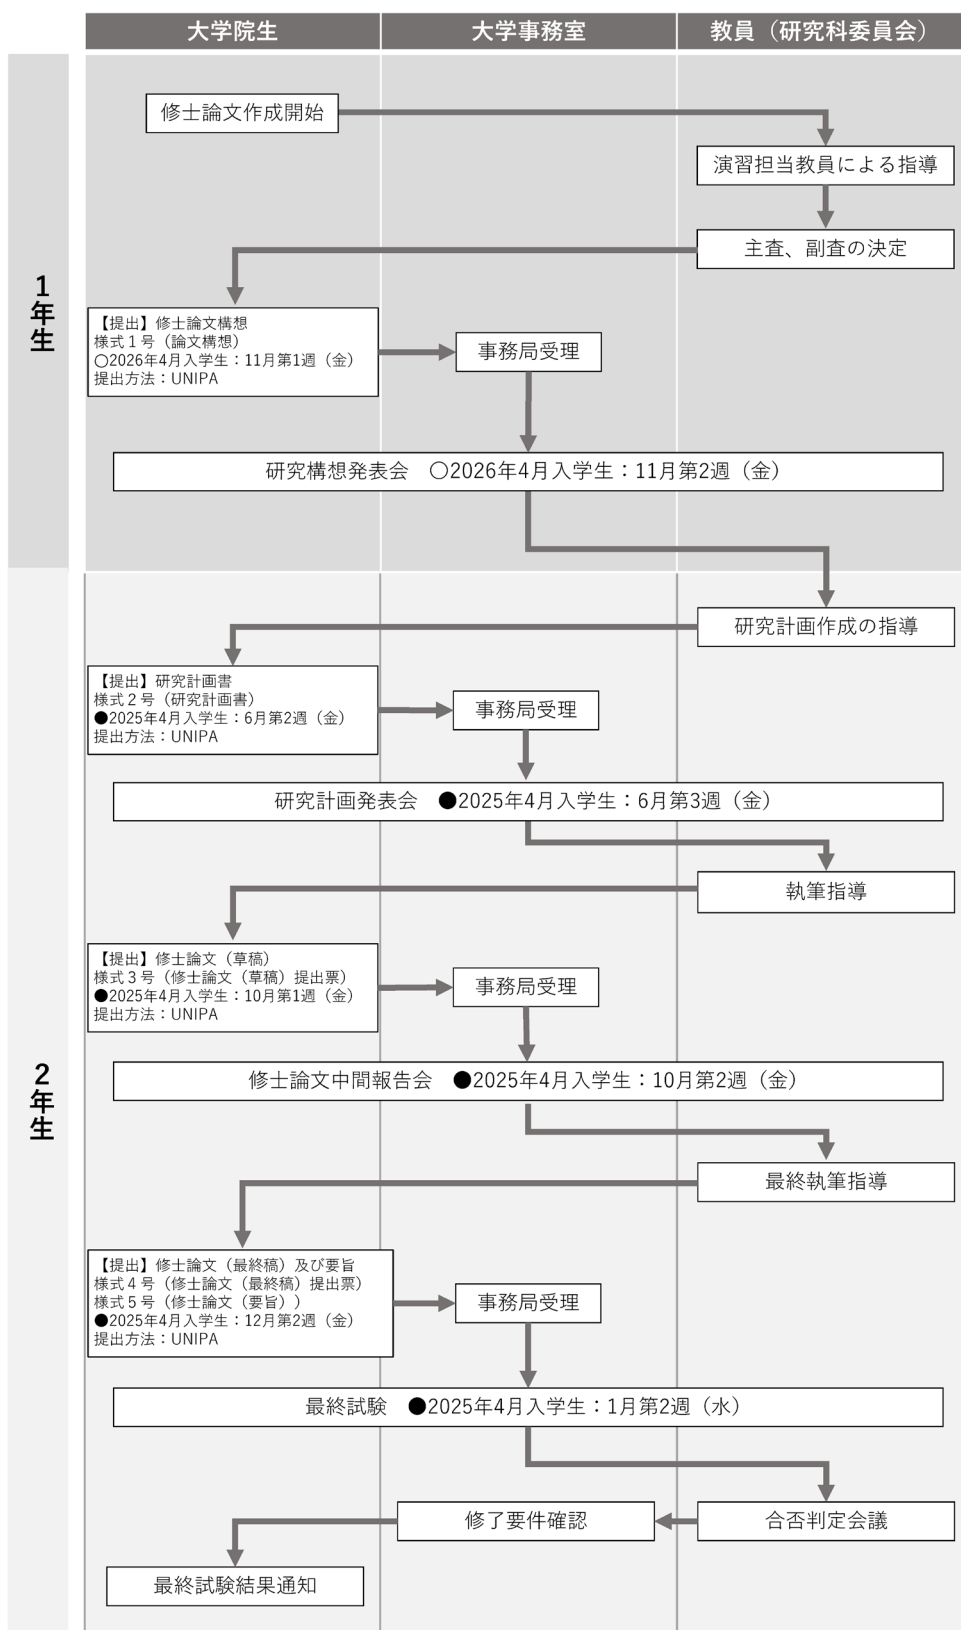 大学院生
大学事務室
教員（研究科委員会）
1年生
修士論文作成開始
演習担当教員による指導
主査、副査の決定
【提出】修士論文構想
様式１号（論文構想）
〇2026年4月入学生：11月第1週（金）
提出方法：UNIPA
事務局受理
研究構想発表会　〇2026年4月入学生：11月第2週（金）
2年生
研究計画作成の指導
【提出】研究計画書
様式２号（研究計画書）
●2025年4月入学生：6月第2週（金）
提出方法：UNIPA
事務局受理
研究計画発表会　●2025年4月入学生：6月第3週（金）
執筆指導
【提出】修士論文（草稿）
様式３号（修士論文（草稿）提出票）
●2025年4月入学生：10月第1週（金）
提出方法：UNIPA
事務局受理
修士論文中間報告会　●2025年4月入学生：10月第2週（金）
最終執筆指導
【提出】修士論文（最終稿）及び要旨
様式４号（修士論文（最終稿）提出票）
様式５号（修士論文（要旨））
●2025年4月入学生：12月第2週（金）
提出方法：UNIPA
事務局受理
最終試験　●2025年4月入学生：1月第2週（水）
合否判定会議
修了要件確認
最終試験結果通知